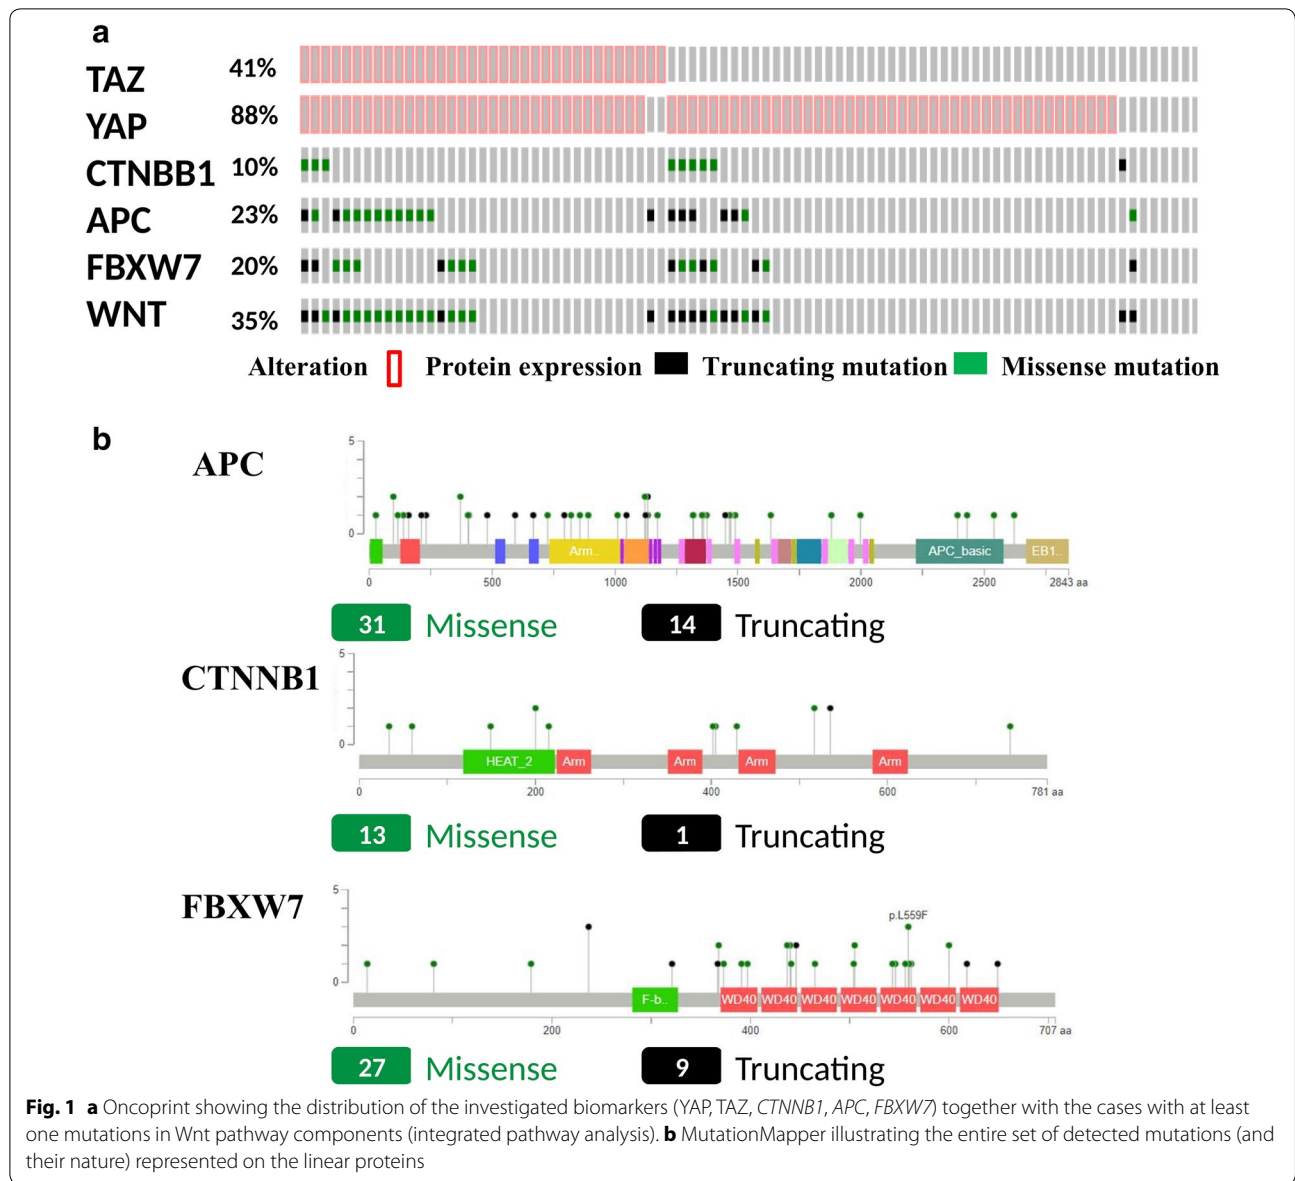 a
TAZ 41%
YAP 88%
CTNBB1 10%
APC 23%
FBXW7 20%
WNT 35%
Alteration Protein expression Truncating mutation Missense mutation
b
APC
5
0
Arm.. APC_basic EB1..
0 500 1000 1500 2000 2500 2843 aa
31 Missense 14 Truncating
CTNNB1
5
0
HEAT_2 Arm Arm Arm Arm
0 200 400 600 781 aa
13 Missense 1 Truncating
FBXW7
5
p.L559F
0
F-b.. WD40 WD40 WD40 WD40 WD40 WD40 WD40
0 200 400 600 707 aa
27 Missense 9 Truncating
Fig. 1 a Oncoprint showing the distribution of the investigated biomarkers (YAP, TAZ, CTNNB1, APC, FBXW7) together with the cases with at least
one mutations in Wnt pathway components (integrated pathway analysis). b MutationMapper illustrating the entire set of detected mutations (and
their nature) represented on the linear proteins